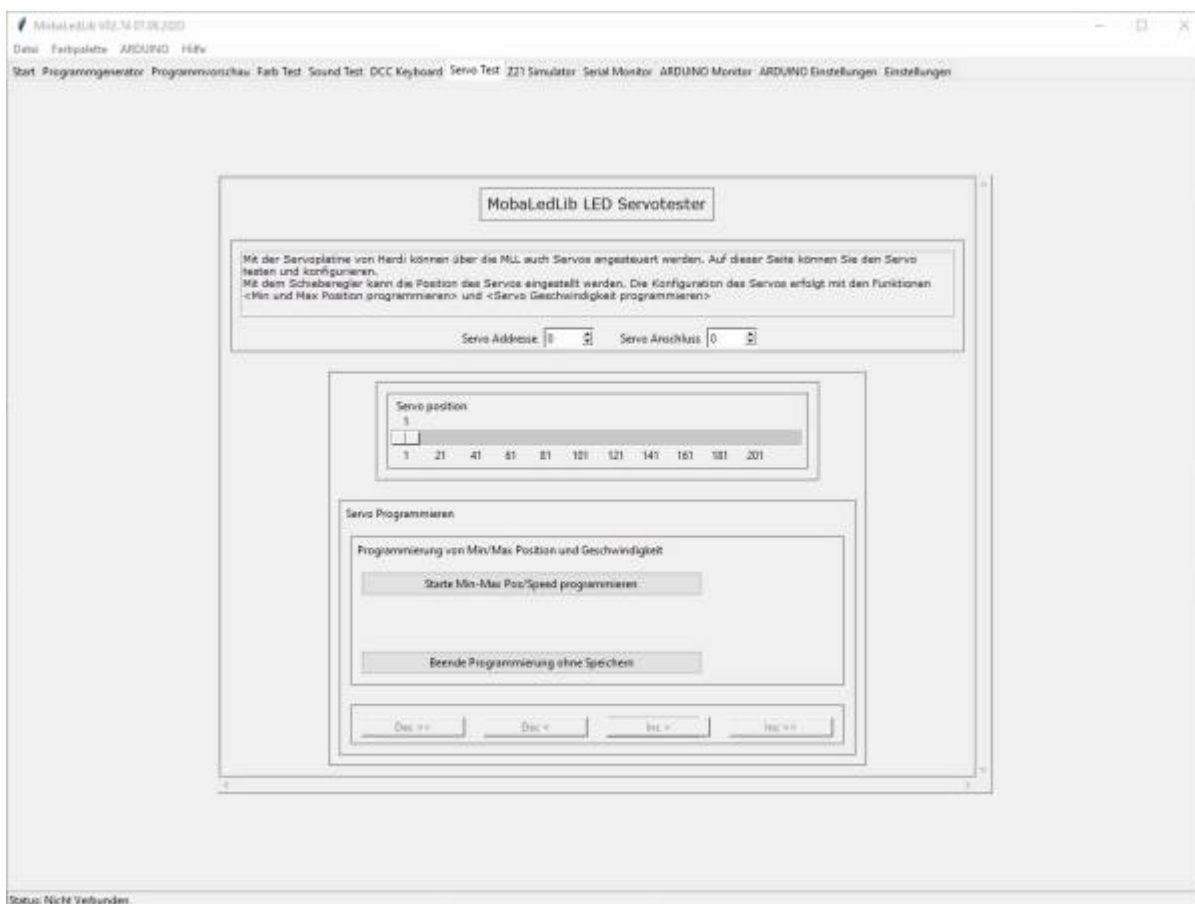 MobaLedLib V02.74 07.06.2020
Datei Farbpalette ARDUINO Hilfe
Start Programmgenerator Programmvorschau Farb Test Sound Test DCC Keyboard Servo Test Z21 Simulator Serial Monitor ARDUINO Monitor ARDUINO Einstellungen Einstellungen
MobaLedLib LED Servotester
Mit der Servoplatine von Hardi können über die MLL auch Servos angesteuert werden. Auf dieser Seite können Sie den Servo
testen und konfigurieren.
Mit dem Schieberegler kann die Position des Servos eingestellt werden. Die Konfiguration des Servos erfolgt mit den Funktionen
<Min und Max Position programmieren> und <Servo Geschwindigkeit programmieren>
Servo Addresse 0 Servo Anschluss 0
Servo position
1
1 21 41 61 81 101 121 141 161 181 201
Servo Programmieren
Programmierung von Min/Max Position und Geschwindigkeit
Starte Min-Max Pos/Speed programmieren
Beende Programmierung ohne Speichern
Dec << Dec < Inc > Inc >>
Status: Nicht Verbunden